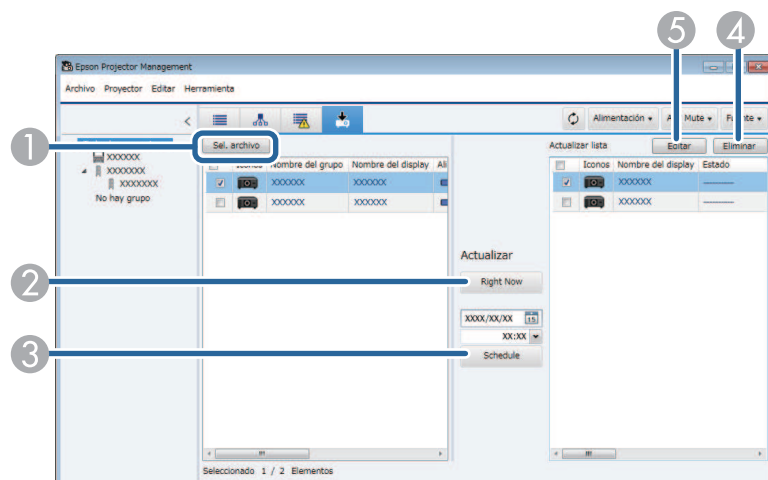 5 4
Epson Projector Management
Archivo Proyector Editar Herramienta
< Alimentación Mute
1 Sel. archivo Actualizar lista Editar Eliminar
XXXXXX Iconos Nombre del grupo Nombre del display Iconos Nombre del display Estado
XXXXXXX XXXXXX XXXXXX XXXXXX
XXXXXXX XXXXXX XXXXXX XXXXXX
No hay grupo
Actualizar
2 Right Now
XXXX/XX/XX 15
XX:XX
3 Schedule
Seleccionado 1 / 2 Elementos